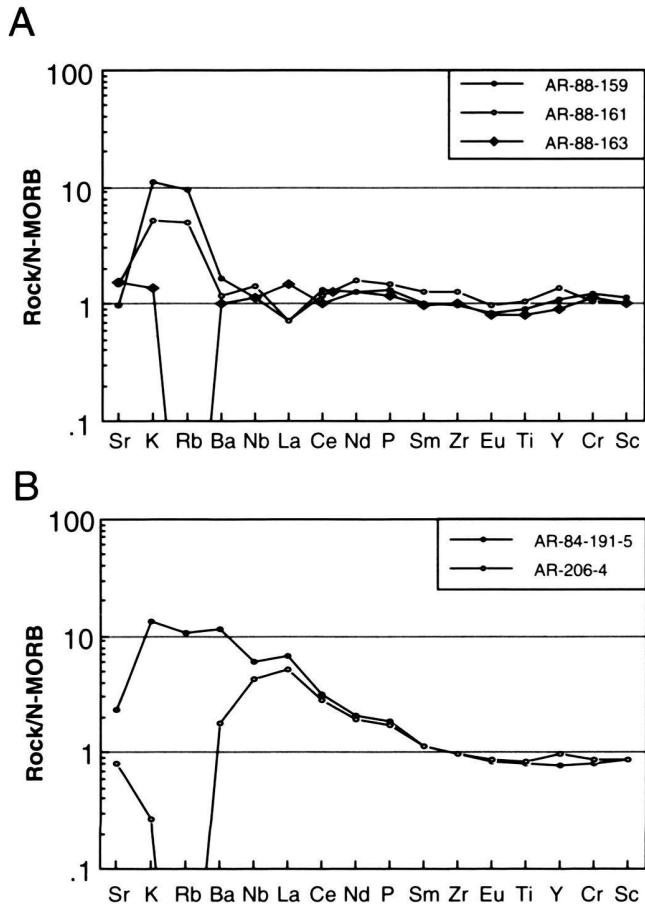 A
100
10
1
.1
Rock/N-MORB
AR-88-159
AR-88-161
AR-88-163
Sr K Rb Ba Nb La Ce Nd P Sm Zr Eu Ti Y Cr Sc
B
100
10
1
.1
Rock/N-MORB
AR-84-191-5
AR-206-4
Sr K Rb Ba Nb La Ce Nd P Sm Zr Eu Ti Y Cr Sc